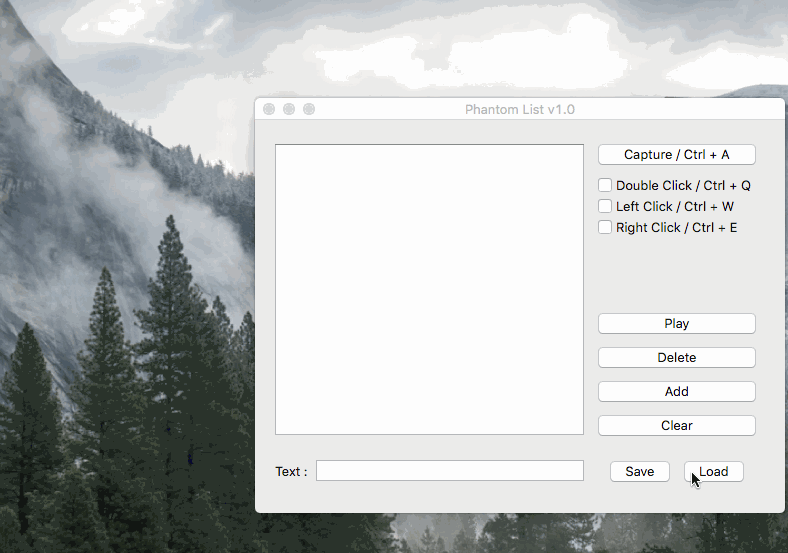 Phantom List v1.0
Capture / Ctrl + A
Double Click / Ctrl + Q
Left Click / Ctrl + W
Right Click / Ctrl + E
Play
Delete
Add
Clear
Text :
Save
Load